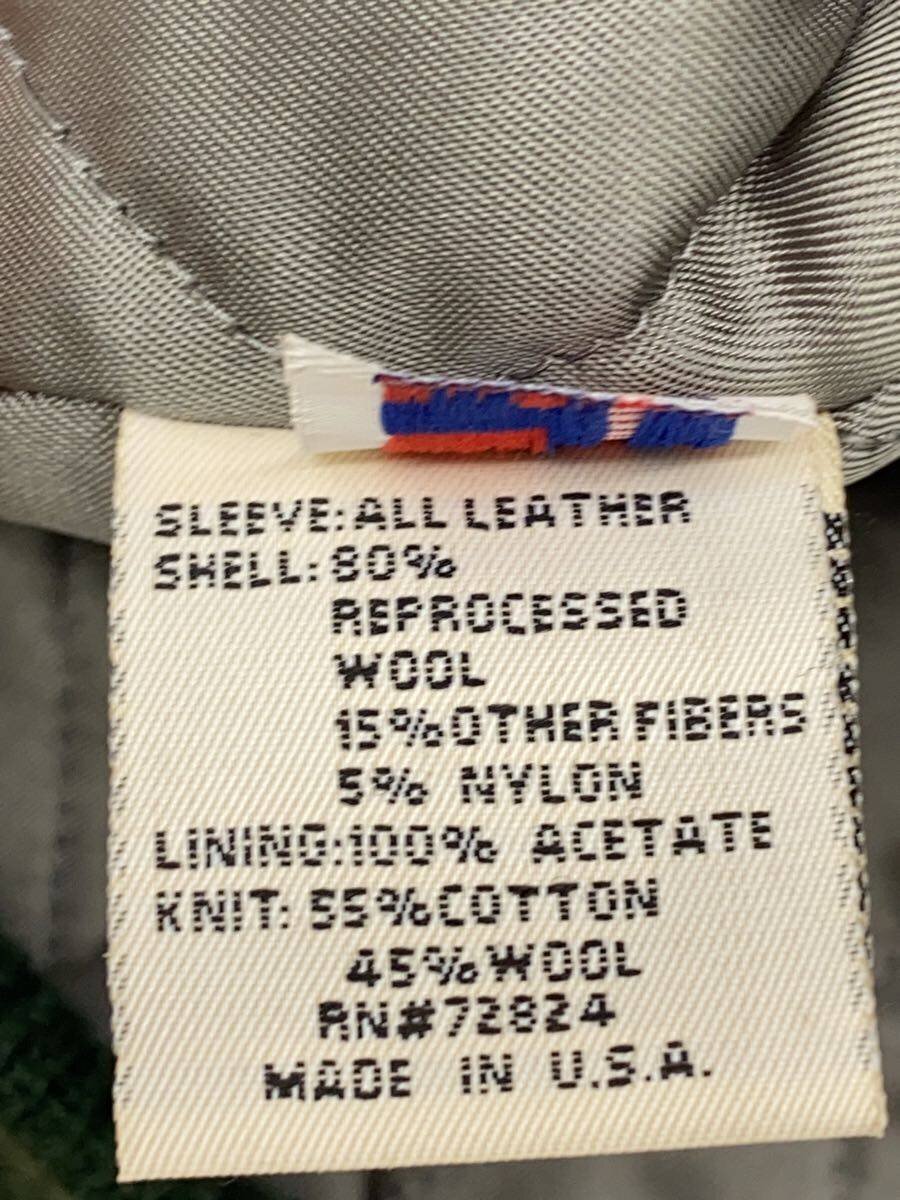 SLEEVE:ALL LEATHER
SHELL: 80%
REPROCESSED
WOOL
15%OTHER FIBERS
5% NYLON
LINING:100% ACETATE
KNIT: 55%COTTON
45%WOOL
RN#72824
MADE IN U.S.A.